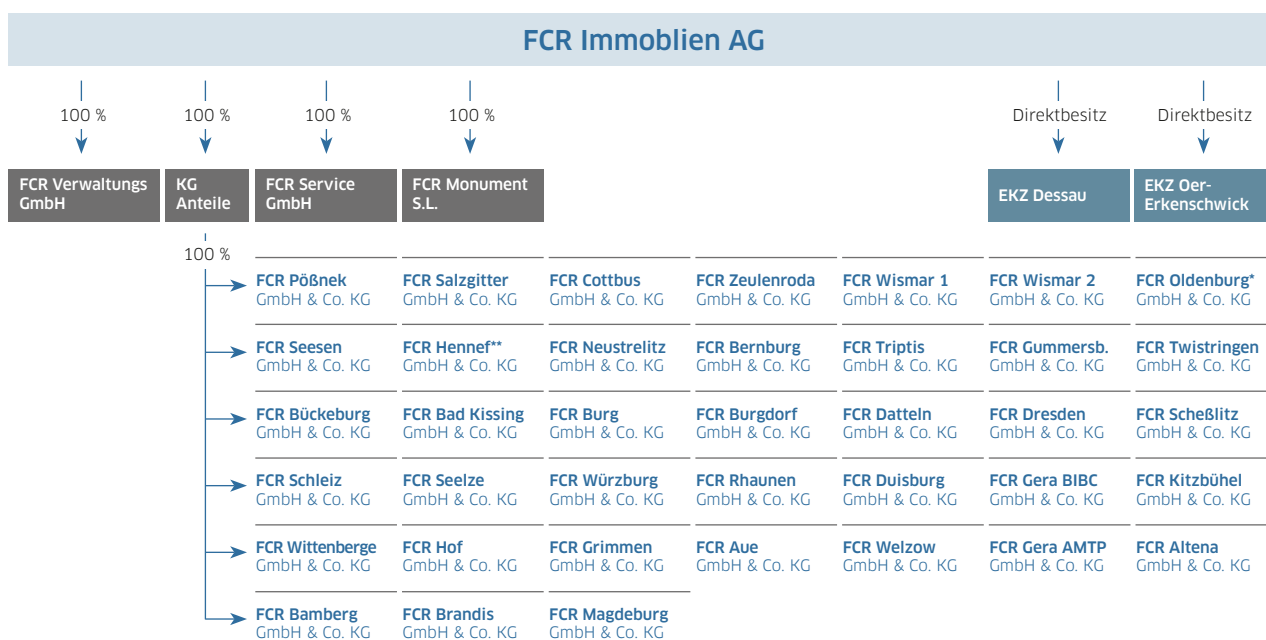 FCR Immoblien AG
100 %
100 %
100 %
100 %
Direktbesitz
Direktbesitz
FCR Verwaltungs
GmbH
KG
Anteile
FCR Service
GmbH
FCR Monument
S.L.
EKZ Dessau
EKZ Oer-
Erkenschwick
100 %
FCR Pößnek
GmbH & Co. KG
FCR Salzgitter
GmbH & Co. KG
FCR Cottbus
GmbH & Co. KG
FCR Zeulenroda
GmbH & Co. KG
FCR Wismar 1
GmbH & Co. KG
FCR Wismar 2
GmbH & Co. KG
FCR Oldenburg*
GmbH & Co. KG
FCR Seesen
GmbH & Co. KG
FCR Hennef**
GmbH & Co. KG
FCR Neustrelitz
GmbH & Co. KG
FCR Bernburg
GmbH & Co. KG
FCR Triptis
GmbH & Co. KG
FCR Gummersb.
GmbH & Co. KG
FCR Twistringen
GmbH & Co. KG
FCR Bückeburg
GmbH & Co. KG
FCR Bad Kissing
GmbH & Co. KG
FCR Burg
GmbH & Co. KG
FCR Burgdorf
GmbH & Co. KG
FCR Datteln
GmbH & Co. KG
FCR Dresden
GmbH & Co. KG
FCR Scheßlitz
GmbH & Co. KG
FCR Schleiz
GmbH & Co. KG
FCR Seelze
GmbH & Co. KG
FCR Würzburg
GmbH & Co. KG
FCR Rhaunen
GmbH & Co. KG
FCR Duisburg
GmbH & Co. KG
FCR Gera BIBC
GmbH & Co. KG
FCR Kitzbühel
GmbH & Co. KG
FCR Wittenberge
GmbH & Co. KG
FCR Hof
GmbH & Co. KG
FCR Grimmen
GmbH & Co. KG
FCR Aue
GmbH & Co. KG
FCR Welzow
GmbH & Co. KG
FCR Gera AMTP
GmbH & Co. KG
FCR Altena
GmbH & Co. KG
FCR Bamberg
GmbH & Co. KG
FCR Brandis
GmbH & Co. KG
FCR Magdeburg
GmbH & Co. KG